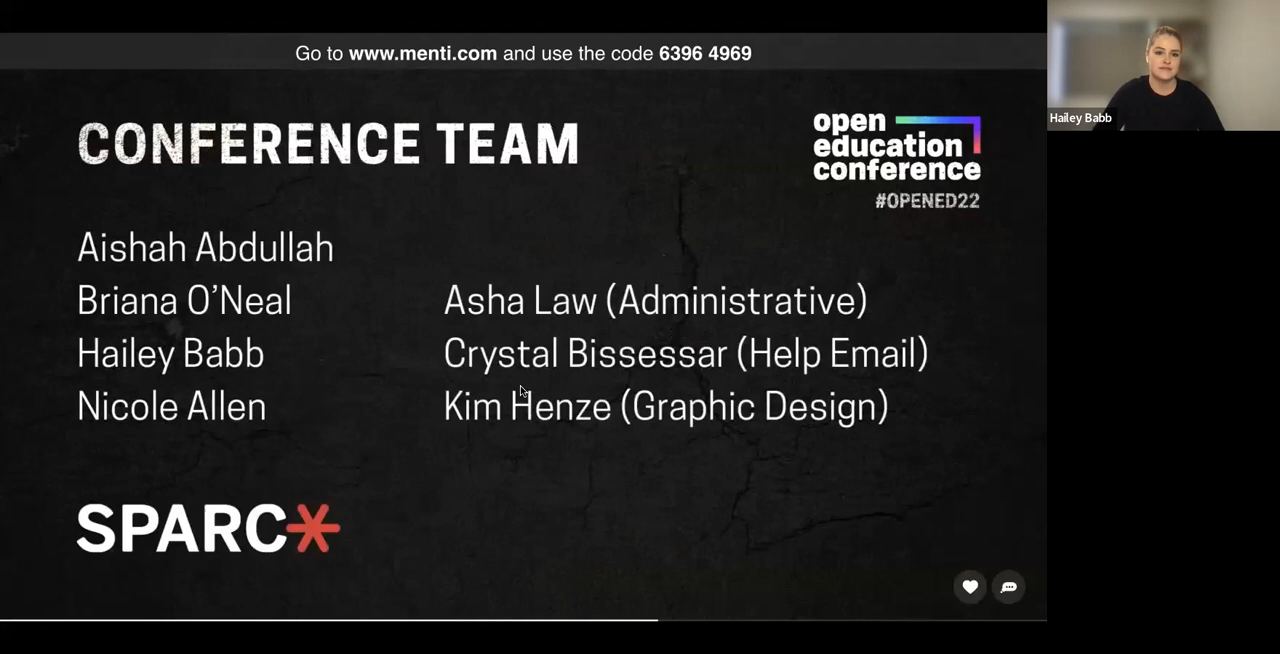 Go to www.menti.com and use the code 6396 4969
CONFERENCE TEAM
open
education
conference
#OPENED22
Aishah Abdullah
Briana O’Neal
Hailey Babb
Nicole Allen
Asha Law (Administrative)
Crystal Bissessar (Help Email)
Kim Henze (Graphic Design)
SPARC
Hailey Babb